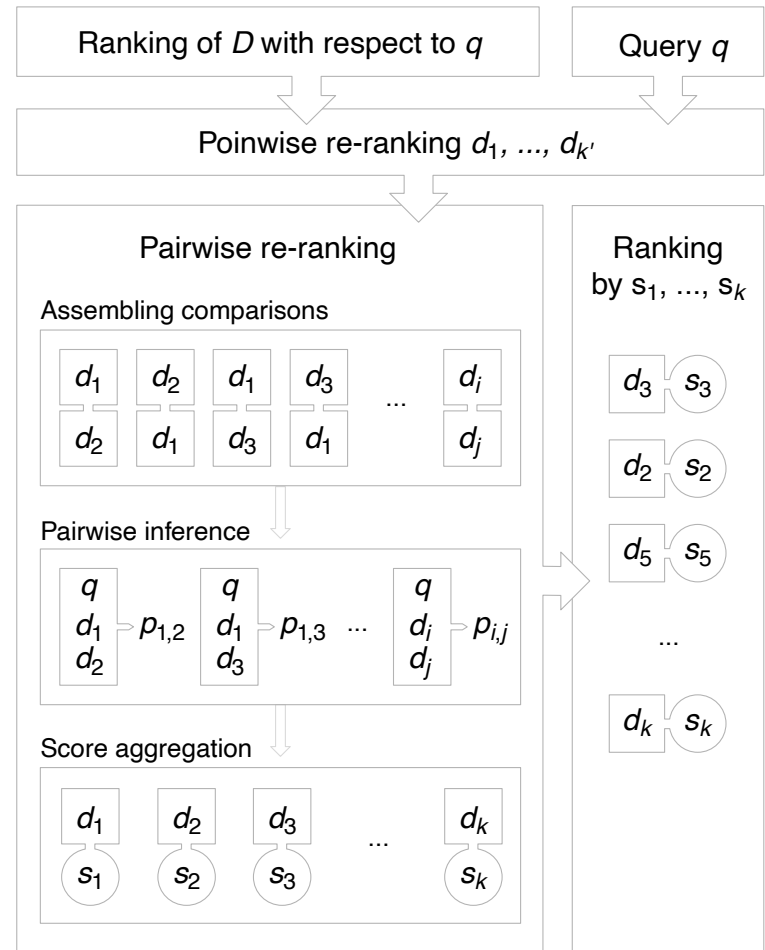 Ranking of D with respect to q
Query q
Poinwise re-ranking d₁, ..., dₖ'
Pairwise re-ranking
Assembling comparisons
d₁ d₂ d₁ d₃ ... dᵢ
d₂ d₁ d₃ d₁ dⱼ
Pairwise inference
q q q
d₁ p₁,₂ d₁ p₁,₃ ... dᵢ pᵢ,ⱼ
d₂ d₃ dⱼ
Score aggregation
d₁ d₂ d₃ ... dₖ
s₁ s₂ s₃ sₖ
Ranking
by s₁, ..., sₖ
d₃ s₃
d₂ s₂
d₅ s₅
...
dₖ sₖ